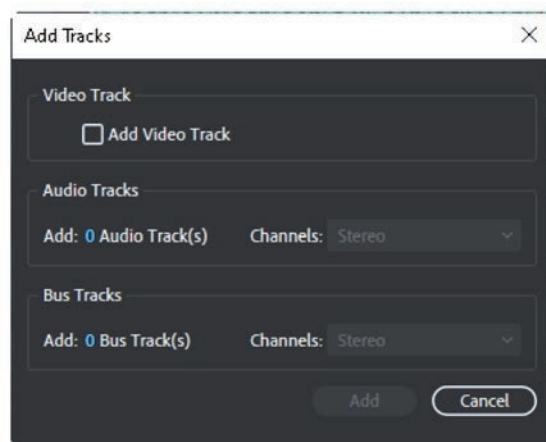 Add Tracks
Video Track
Add Video Track
Audio Tracks
Add: 0 Audio Track(s) Channels: Stereo
Bus Tracks
Add: 0 Bus Track(s) Channels: Stereo
Add Cancel